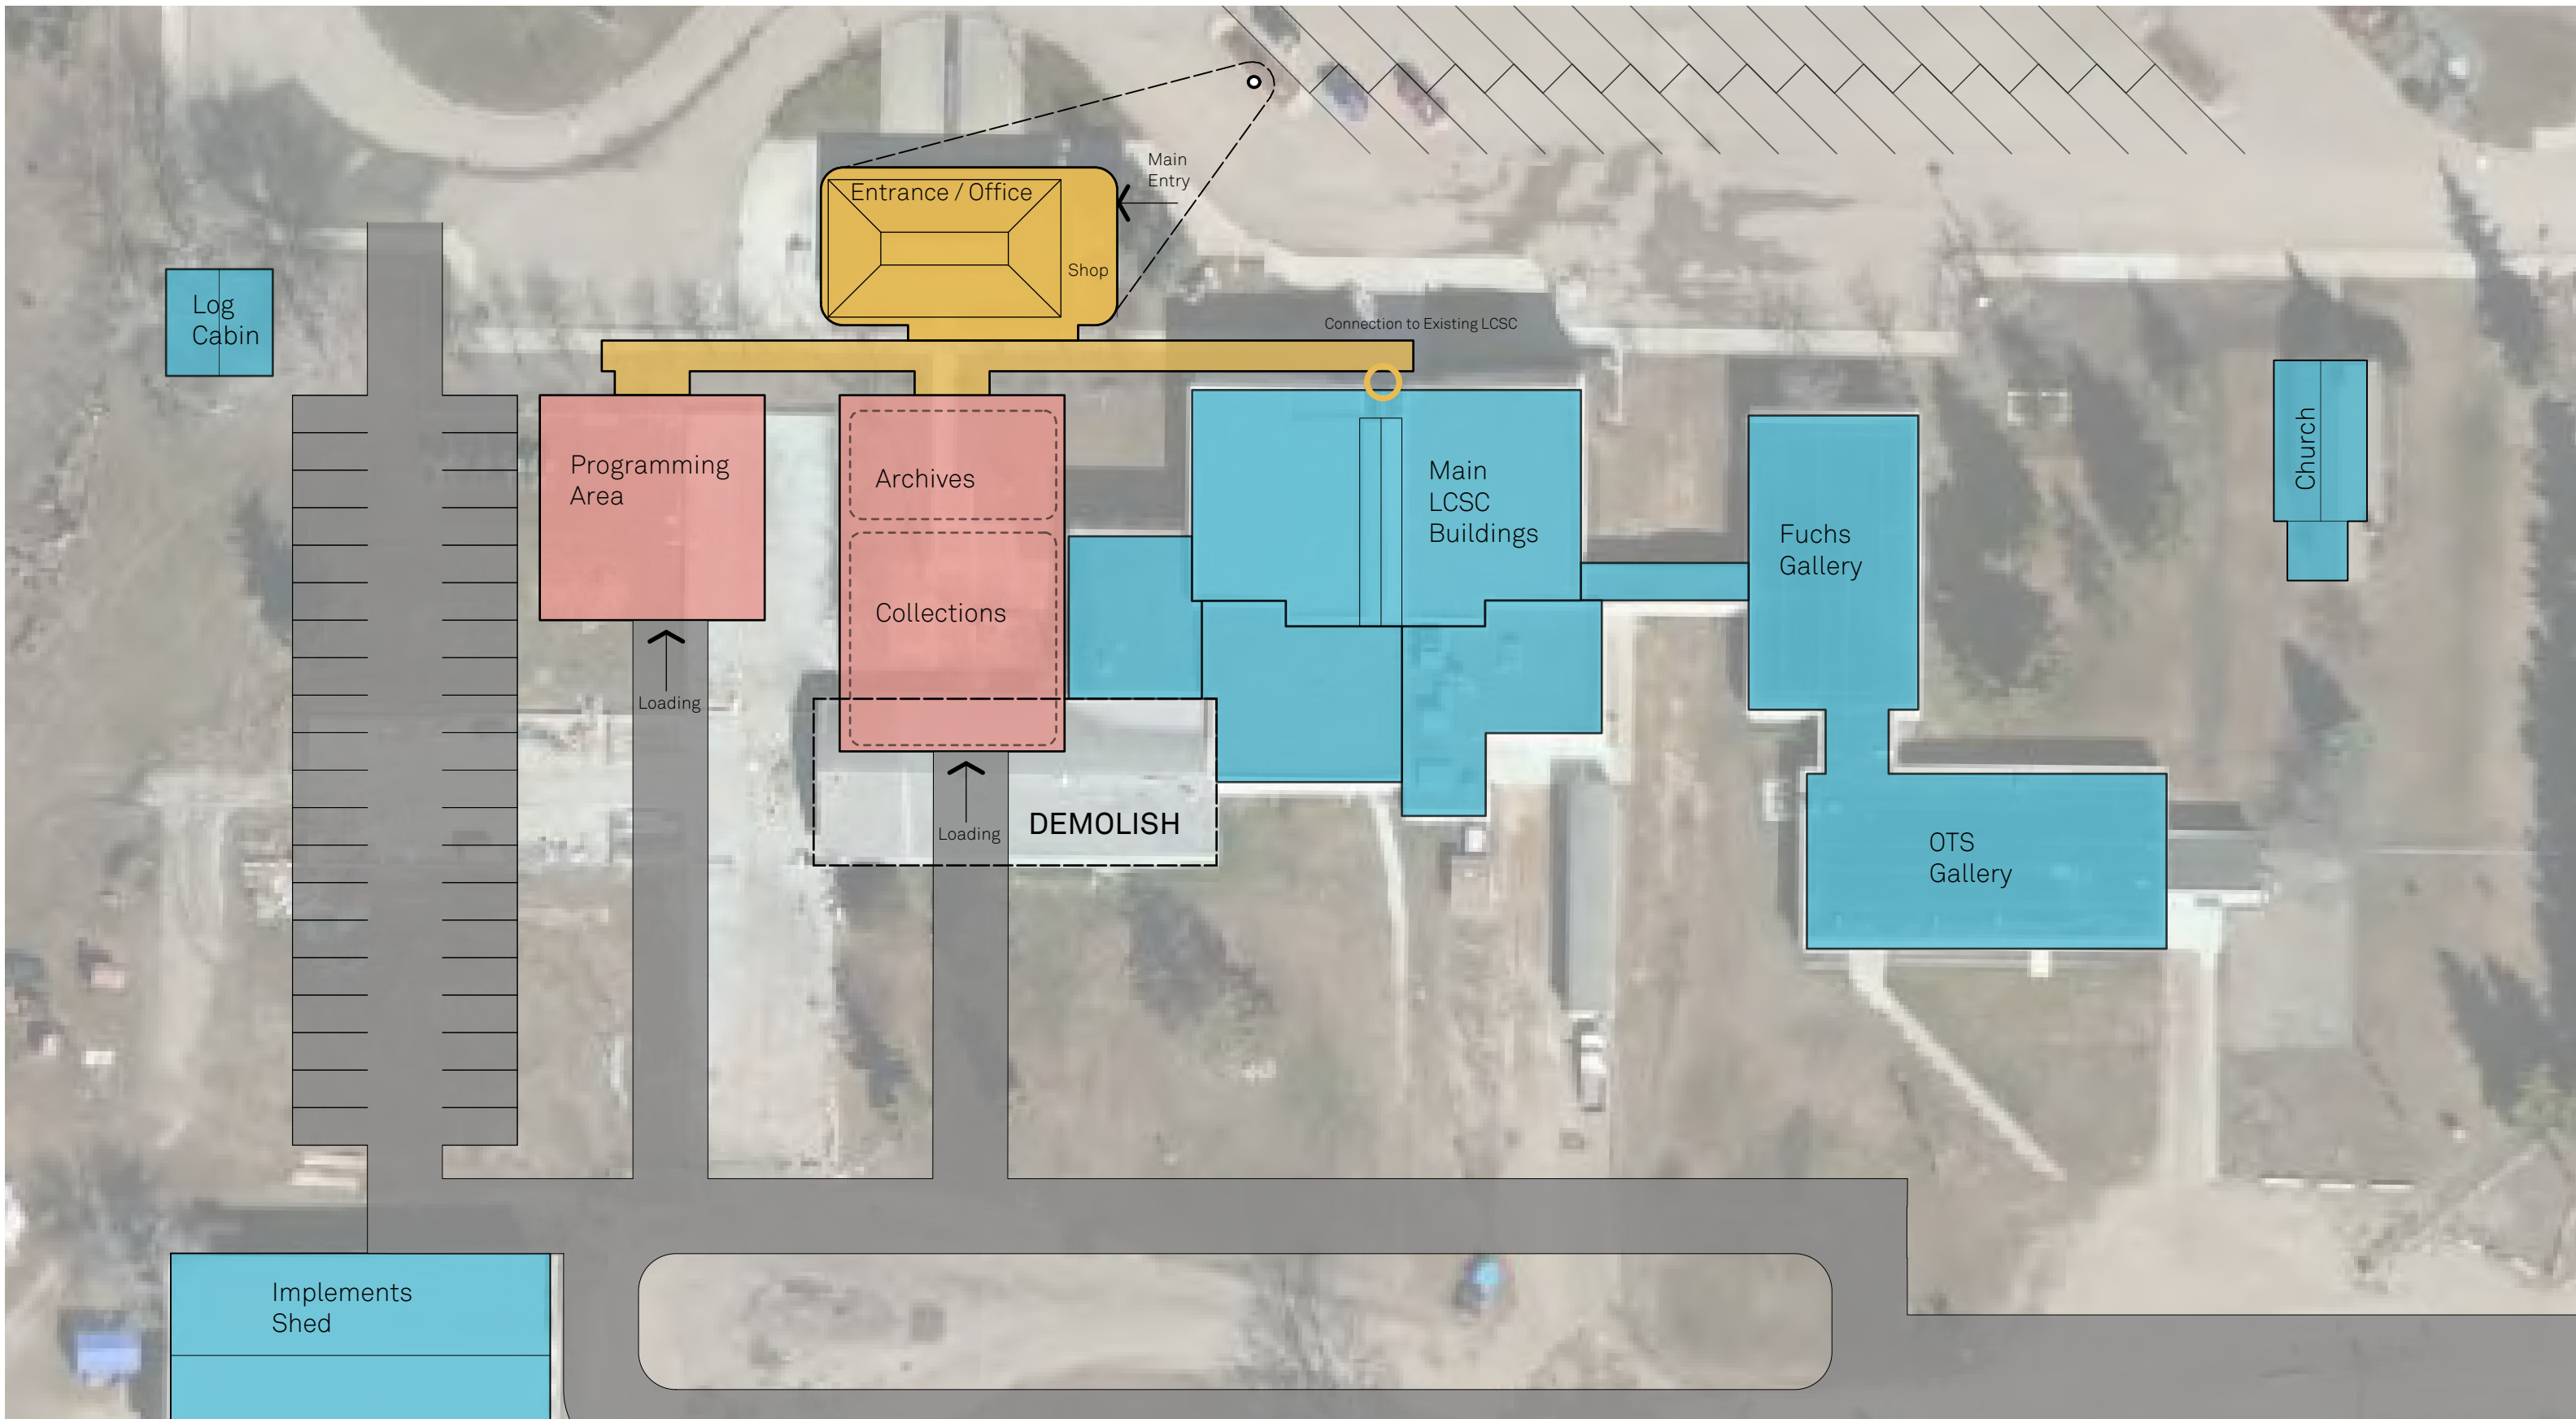 Main
Entry
Entrance / Office
Shop
Log
Cabin
Connection to Existing LCSC
Programming
Area
Archives
Main
LCSC
Buildings
Church
Fuchs
Gallery
Collections
Loading
DEMOLISH
Loading
OTS
Gallery
Implements
Shed